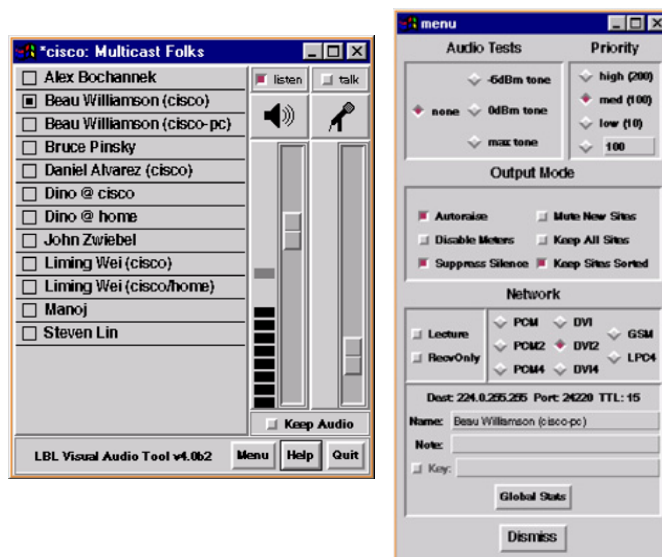 *cisco: Multicast Folks
Alex Bochannek
Beau Williamson (cisco)
Beau Williamson (cisco-pc)
Bruce Pinsky
Daniel Alvarez (cisco)
Dino @ cisco
Dino @ home
John Zwiebel
Liming Wei (cisco)
Liming Wei (cisco/home)
Manoj
Steven Lin
listen talk
Keep Audio
LBL Visual Audio Tool v4.0b2 Menu Help Quit
menu
Audio Tests Priority
-6dBm tone high (200)
none 0dBm tone med (100)
max tone low (10)
100
Output Mode
Autoraise Mute New Sites
Disable Meters Keep All Sites
Suppress Silence Keep Sites Sorted
Network
Lecture PCM DVI GSM
RecvOnly PCM2 DVI2 LPC4
PCM4 DVI4
Dest: 224.0.255.255 Port: 24220 TTL: 15
Name: Beau Williamson (cisco-pc)
Note:
Key:
Global Stats
Dismiss